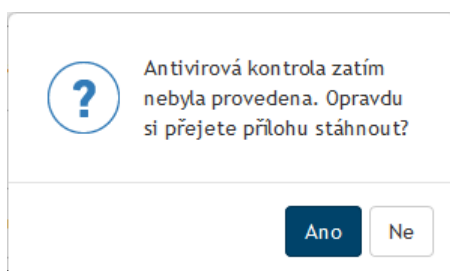 Antivirová kontrola zatím
nebyla provedena. Opravdu
si přejete přílohu stáhnout?
?
Ano
Ne